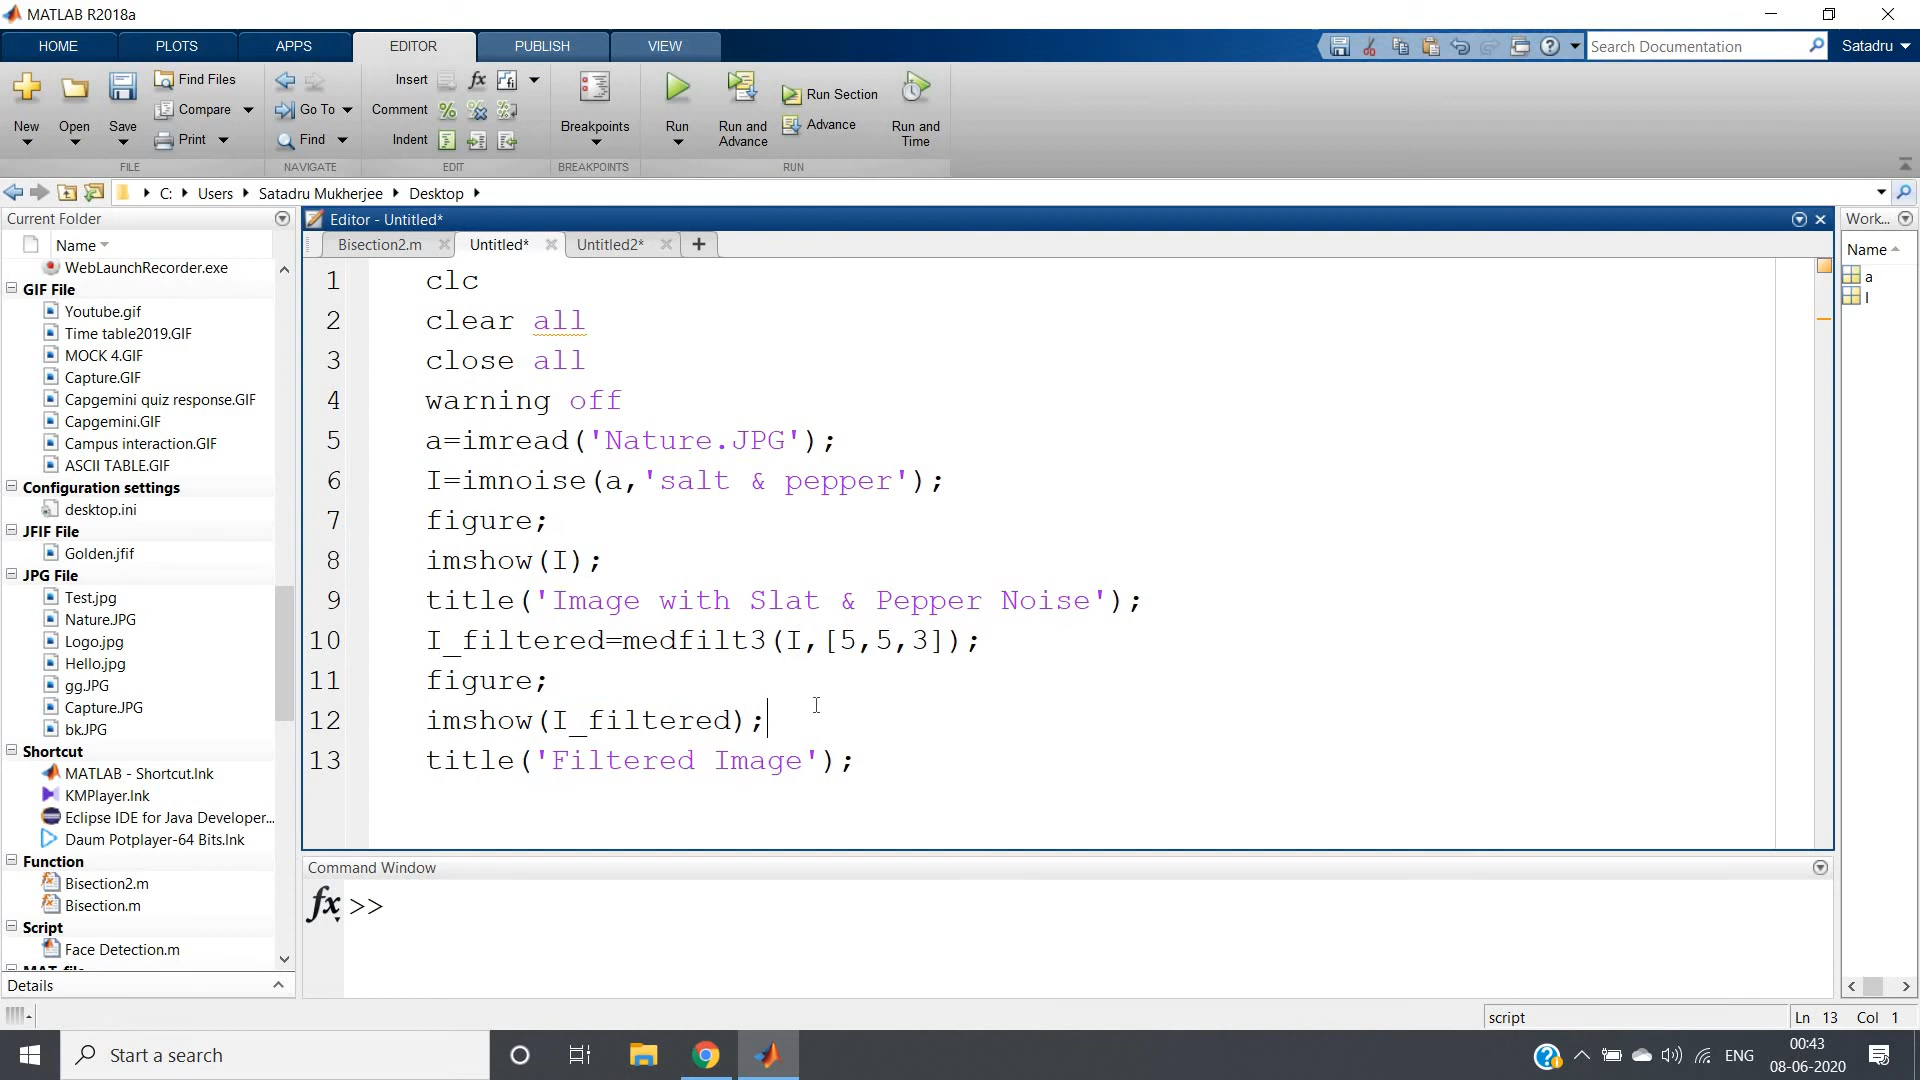 MATLAB R2018a
HOME PLOTS APPS EDITOR PUBLISH VIEW
Search Documentation
Satadru
New
Open
Save
Find Files
Compare
Print
FILE
Go To
Find
NAVIGATE
Insert fx
Comment
Indent
EDIT
Breakpoints
BREAKPOINTS
Run
Run and Advance
Run Section
Advance
Run and Time
RUN
C: Users Satadru Mukherjee Desktop
Current Folder
Name
WebLaunchRecorder.exe
GIF File
Youtube.gif
Time table2019.GIF
MOCK 4.GIF
Capture.GIF
Capgemini quiz response.GIF
Capgemini.GIF
Campus interaction.GIF
ASCII TABLE.GIF
Configuration settings
desktop.ini
JFIF File
Golden.jfif
JPG File
Test.jpg
Nature.JPG
Logo.jpg
Hello.jpg
gg.JPG
Capture.JPG
bk.JPG
Shortcut
MATLAB - Shortcut.lnk
KMPlayer.lnk
Eclipse IDE for Java Developer...
Daum Potplayer-64 Bits.lnk
Function
Bisection2.m
Bisection.m
Script
Face Detection.m
Details
Editor - Untitled*
Bisection2.m Untitled* Untitled2* +
1 clc
2 clear all
3 close all
4 warning off
5 a=imread('Nature.JPG');
6 I=imnoise(a,'salt & pepper');
7 figure;
8 imshow(I);
9 title('Image with Slat & Pepper Noise');
10 I_filtered=medfilt3(I,[5,5,3]);
11 figure;
12 imshow(I_filtered);
13 title('Filtered Image');
Command Window
fx >>
Work...
Name
a
I
script
Ln 13 Col 1
Start a search
ENG
00:43
08-06-2020